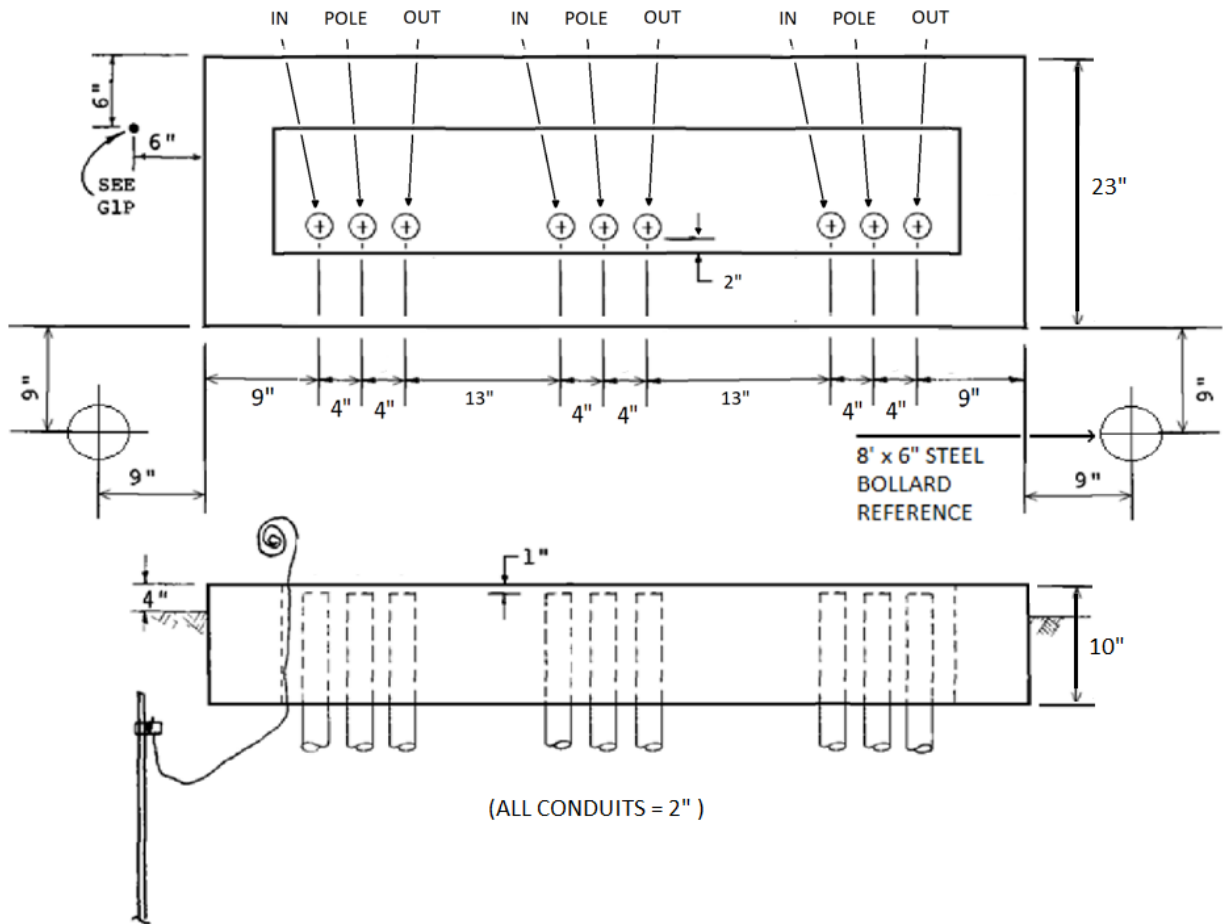 IN POLE OUT IN POLE OUT IN POLE OUT
6"
6"
SEE
G1P
23"
2"
9" 4" 4" 13" 4" 4" 13" 4" 4" 9"
9"
9"
9"
9"
8' x 6" STEEL
BOLLARD
REFERENCE
1"
4"
10"
(ALL CONDUITS = 2" )